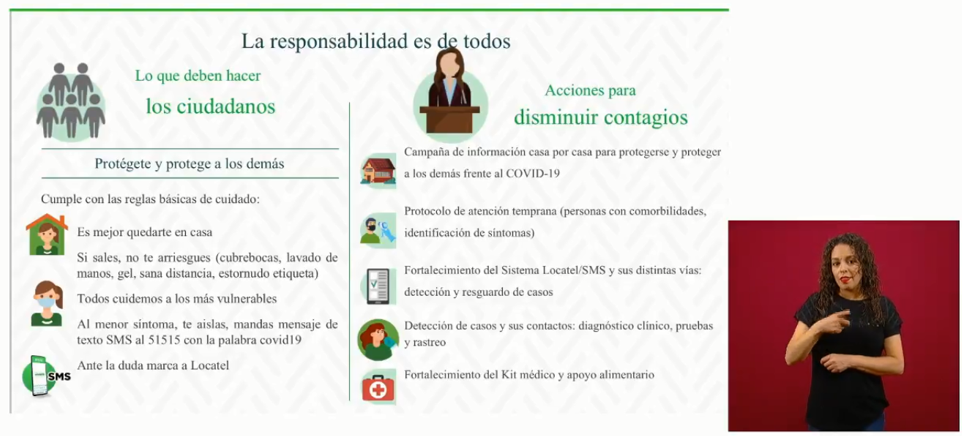 La responsabilidad es de todos
Lo que deben hacer
los ciudadanos
Protégete y protege a los demás
Cumple con las reglas básicas de cuidado:
Es mejor quedarte en casa
Si sales, no te arriesgues (cubrebocas, lavado de
manos, gel, sana distancia, estornudo etiqueta)
Todos cuidemos a los más vulnerables
Al menor síntoma, te aislas, mandas mensaje de
texto SMS al 51515 con la palabra covid19
SMS
Ante la duda marca a Locatel
Acciones para
disminuir contagios
Campaña de información casa por casa para protegerse y proteger
a los demás frente al COVID-19
Protocolo de atención temprana (personas con comorbilidades,
identificación de síntomas)
Fortalecimiento del Sistema Locatel/SMS y sus distintas vías:
detección y resguardo de casos
Detección de casos y sus contactos: diagnóstico clínico, pruebas
y rastreo
Fortalecimiento del Kit médico y apoyo alimentario